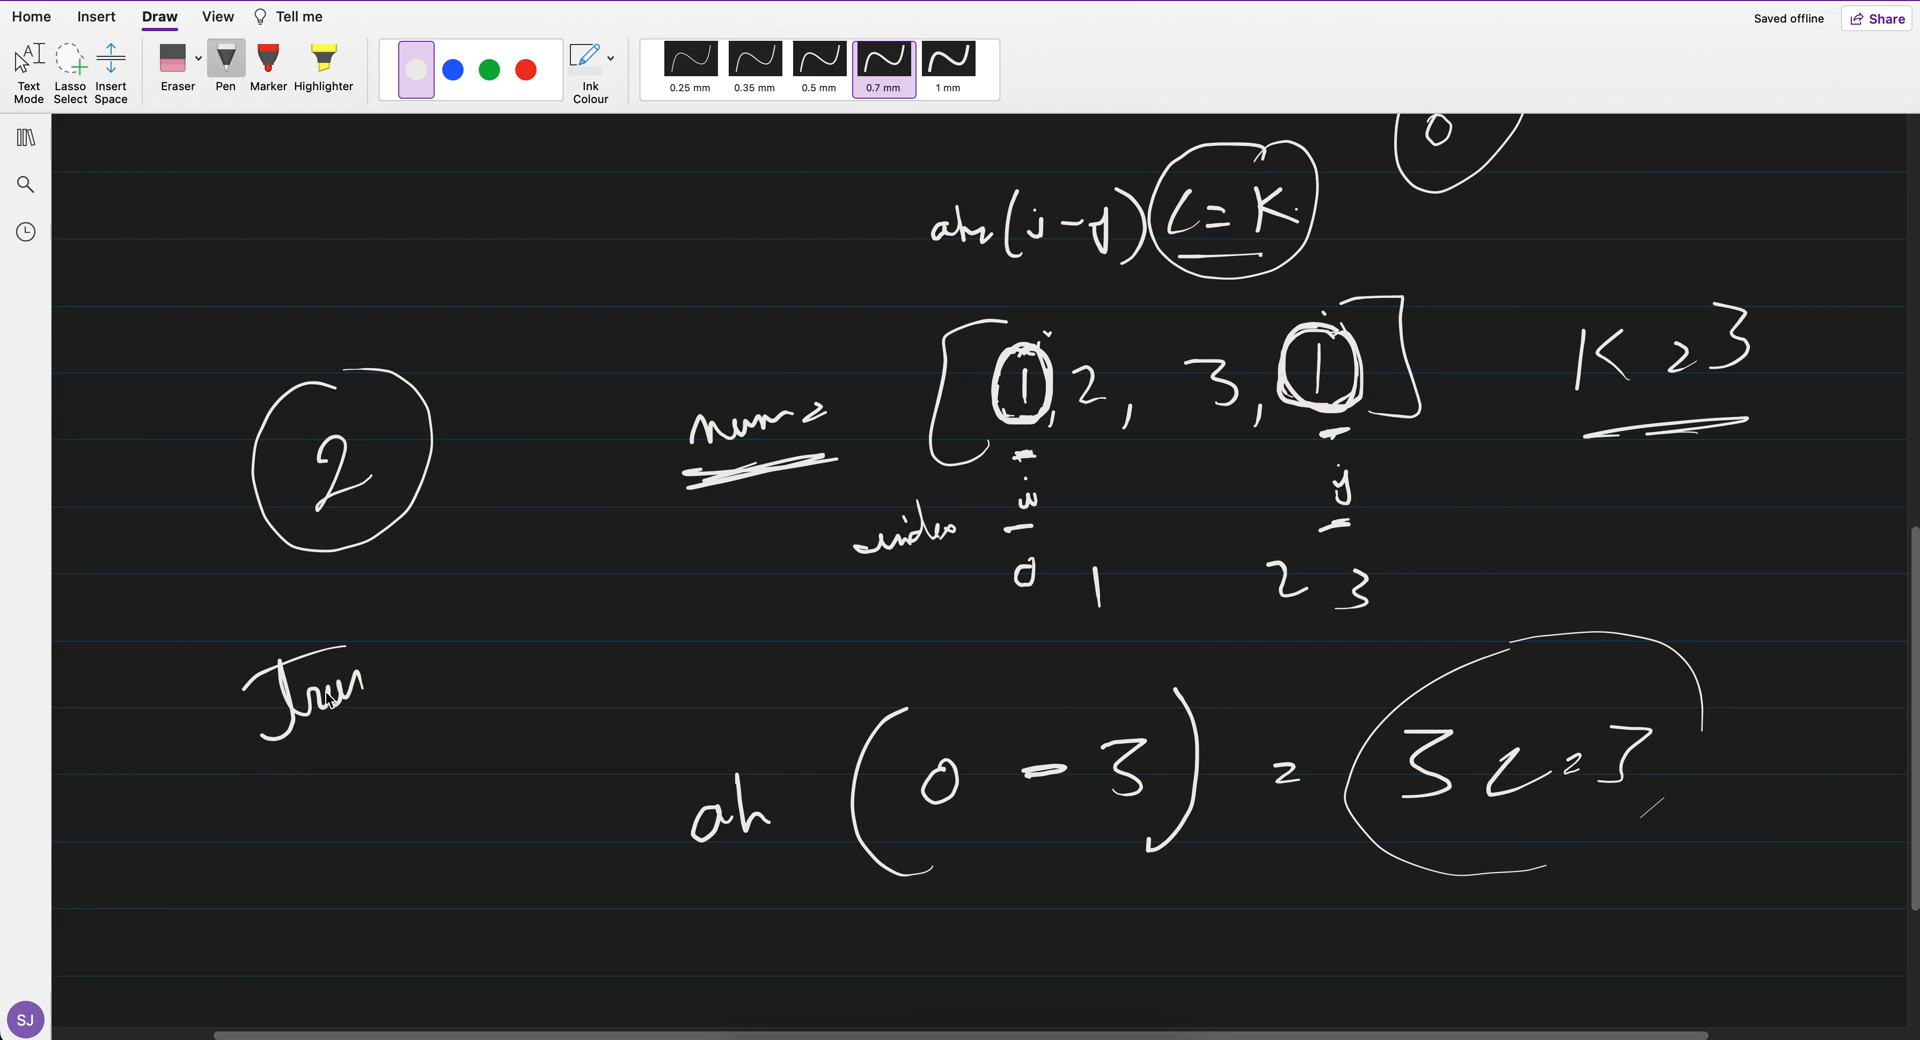 Home Insert Draw View Tell me
Saved offline Share
Text Mode
Lasso Select
Insert Space
Eraser
Pen
Marker
Highlighter
Ink Colour
0.25 mm 0.35 mm 0.5 mm 0.7 mm 1 mm
0
abs(i-j) <= K
[1, 2, 3, 1] K = 3
2
nums
i j
index
0 1 2 3
True
abs (0 - 3) = 3 <= 3
SJ